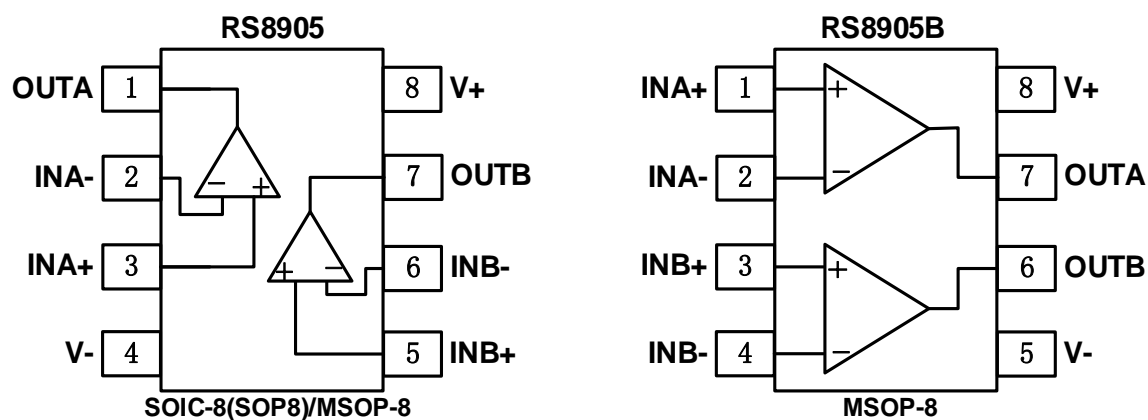 RS8905
OUTA 1 8 V+
INA- 2 7 OUTB
- +
INA+ 3 6 INB-
+ -
V- 4 5 INB+
SOIC-8(SOP8)/MSOP-8
RS8905B
INA+ 1 + 8 V+
INA- 2 - 7 OUTA
INB+ 3 + 6 OUTB
INB- 4 - 5 V-
MSOP-8